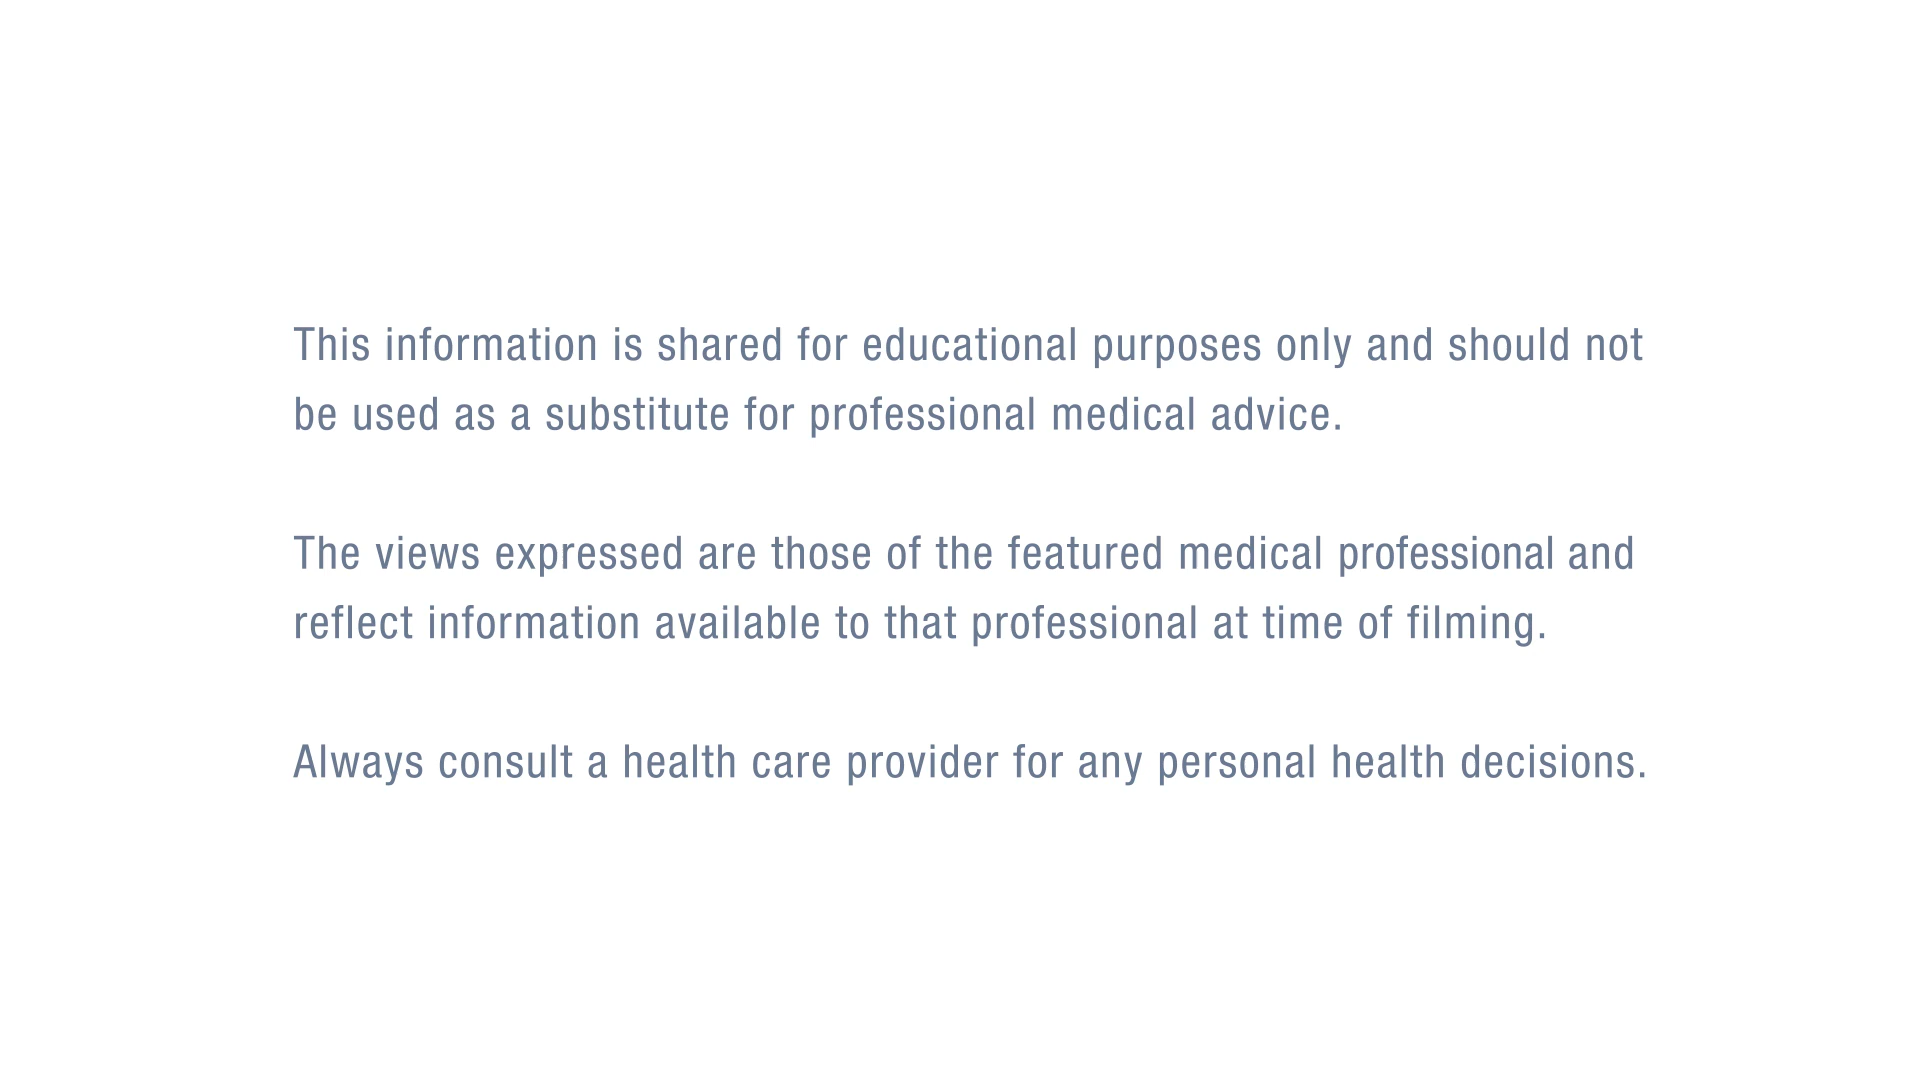 This information is shared for educational purposes only and should not
be used as a substitute for professional medical advice.
The views expressed are those of the featured medical professional and
reflect information available to that professional at time of filming.
Always consult a health care provider for any personal health decisions.